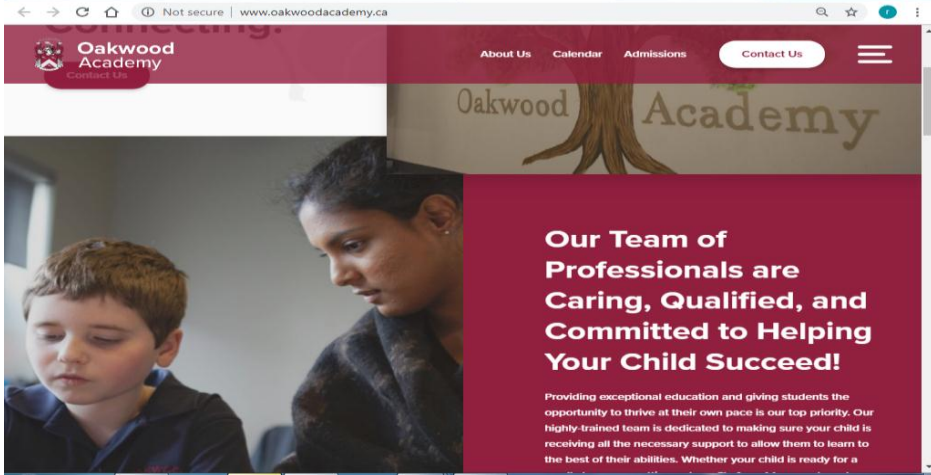 Not secure | www.oakwoodacademy.ca
Connecting.
Oakwood
Academy
About Us Calendar Admissions Contact Us
Contact Us
Oakwood Academy
Our Team of
Professionals are
Caring, Qualified, and
Committed to Helping
Your Child Succeed!
Providing exceptional education and giving students the
opportunity to thrive at their own pace is our top priority. Our
highly-trained team is dedicated to making sure your child is
receiving all the necessary support to allow them to learn to
the best of their abilities. Whether your child is ready for a